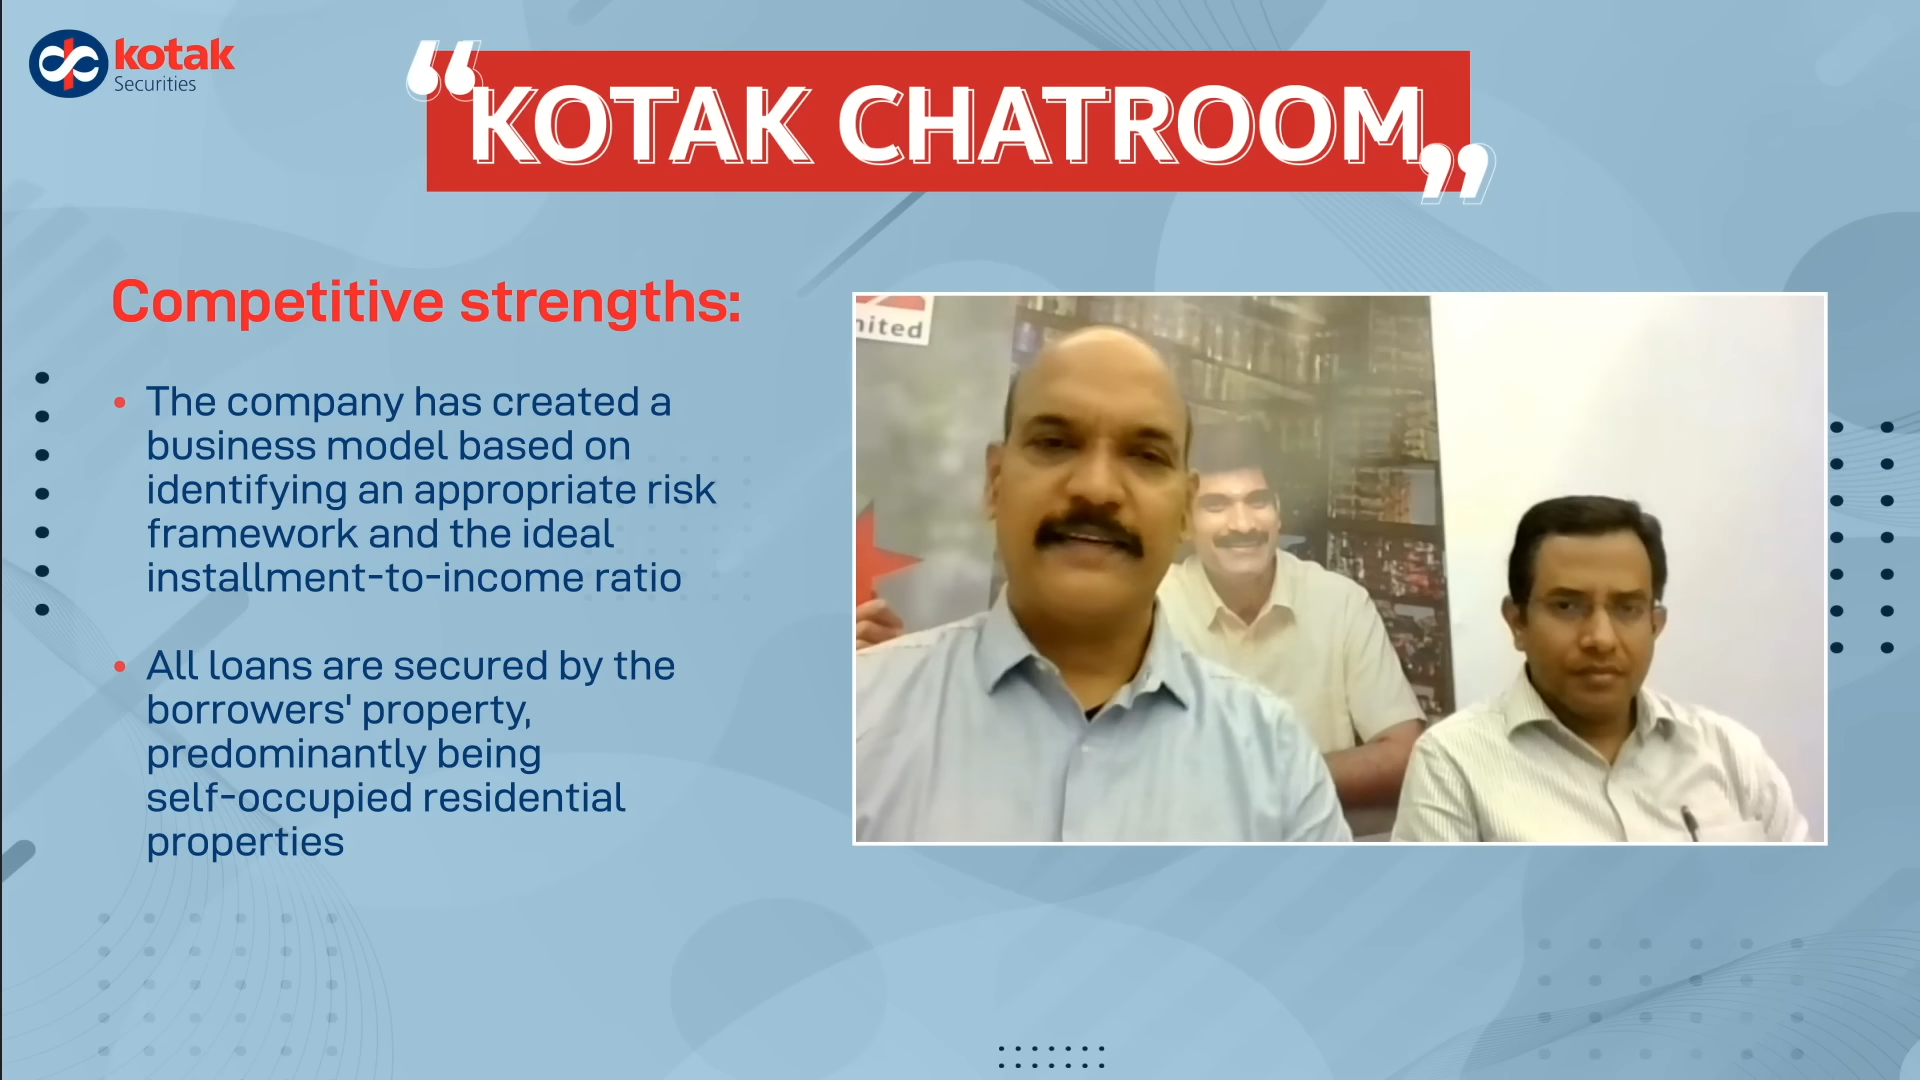 kotak
Securities
“KOTAK CHATROOM”
Competitive strengths:
• The company has created a
business model based on
identifying an appropriate risk
framework and the ideal
installment-to-income ratio
• All loans are secured by the
borrowers' property,
predominantly being
self-occupied residential
properties